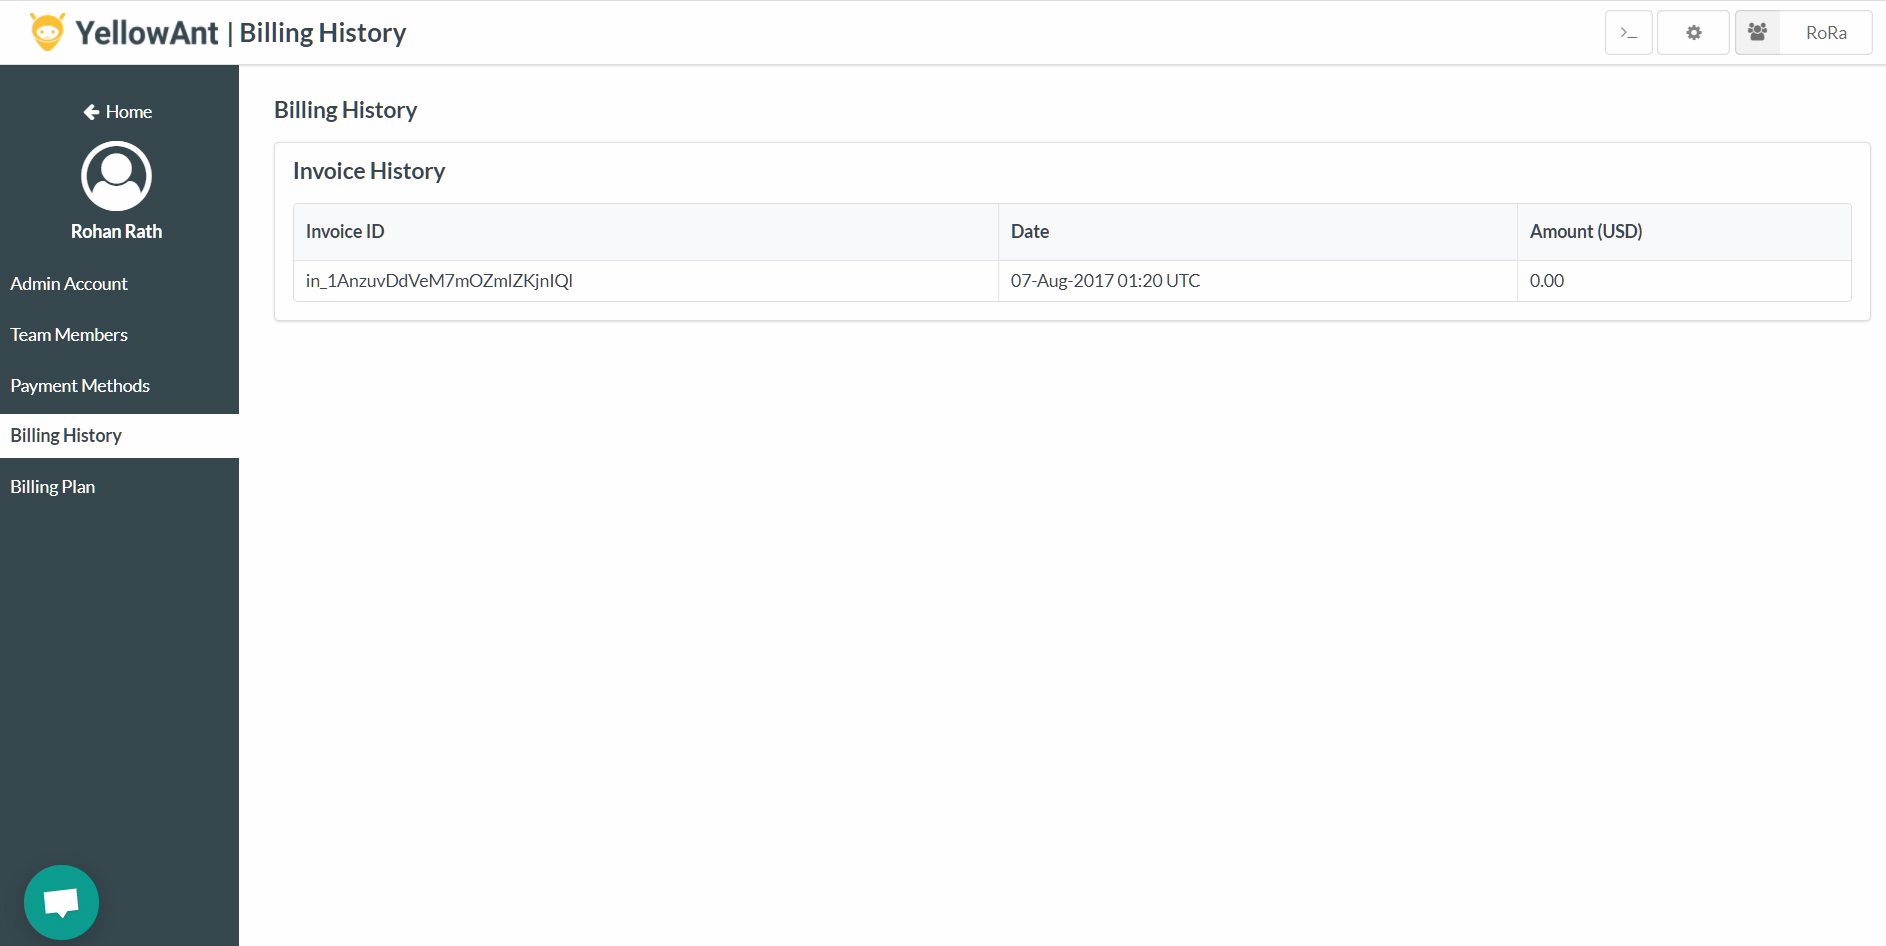 YellowAnt | Billing History
>_
RoRa
Home
Rohan Rath
Admin Account
Team Members
Payment Methods
Billing History
Billing Plan
Billing History
Invoice History
Invoice ID Date Amount (USD)
in_1AnzuvDdVeM7mOZmlZKjnIQl 07-Aug-2017 01:20 UTC 0.00